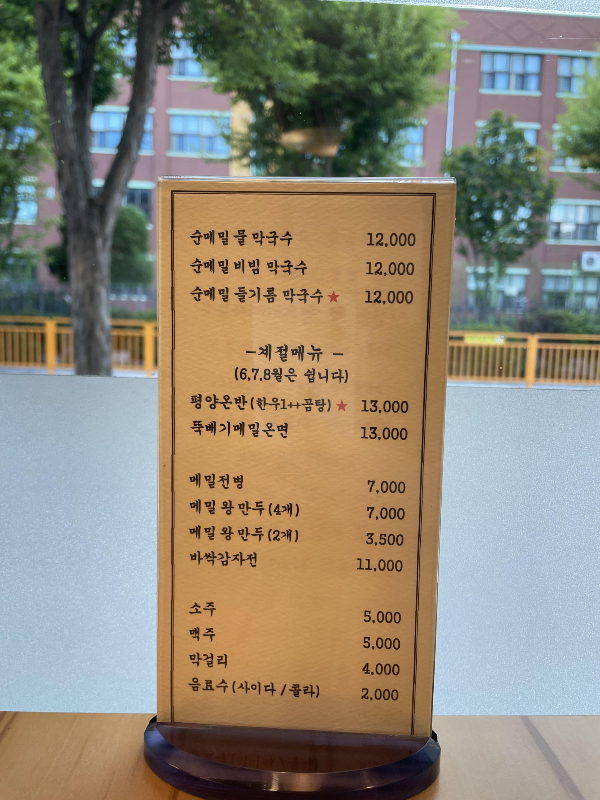 순메밀 물 막국수 12,000
순메밀 비빔 막국수 12,000
순메밀 들기름 막국수 ★ 12,000
-계절메뉴 -
(6,7,8월은 쉽니다)
평양온반 (한우1++곰탕) ★ 13,000
뚝배기메밀온면 13,000
메밀전병 7,000
메밀 왕 만두 (4개) 7,000
메밀 왕 만두 (2개) 3,500
바싹감자전 11,000
소주 5,000
맥주 5,000
막걸리 4,000
음료수 (사이다 / 콜라) 2,000